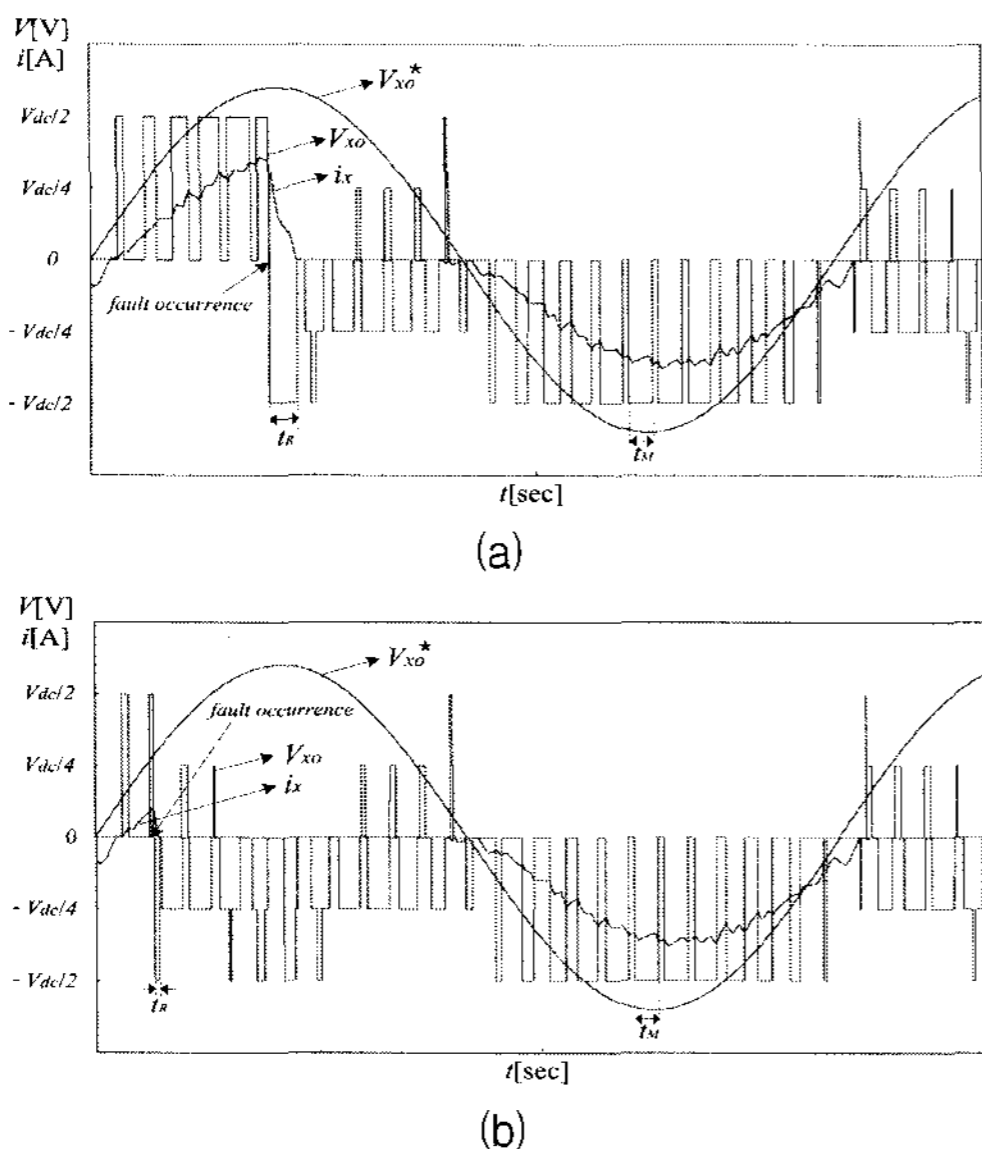 V[V]
i[A]
Vxo*
Vdc/2
Vxo
Vdc/4
ix
0
fault occurrence
- Vdc/4
- Vdc/2
tR
tM
t[sec]
(a)
V[V]
i[A]
Vxo*
Vdc/2
fault occurrence
Vdc/4
Vxo
ix
0
- Vdc/4
- Vdc/2
tR
tM
t[sec]
(b)